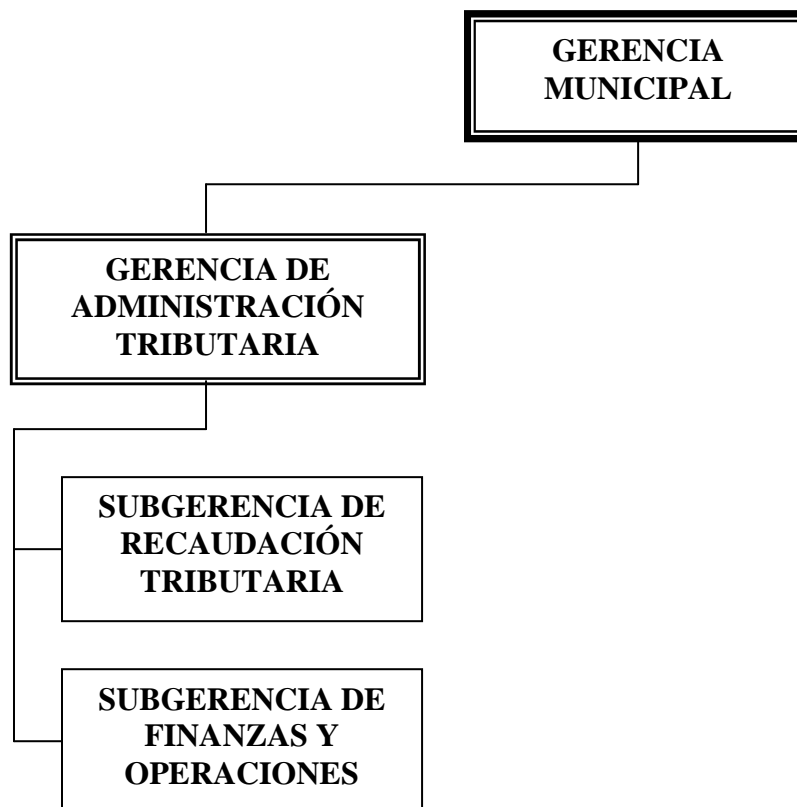 GERENCIA
MUNICIPAL
GERENCIA DE
ADMINISTRACIÓN
TRIBUTARIA
SUBGERENCIA DE
RECAUDACIÓN
TRIBUTARIA
SUBGERENCIA DE
FINANZAS Y
OPERACIONES